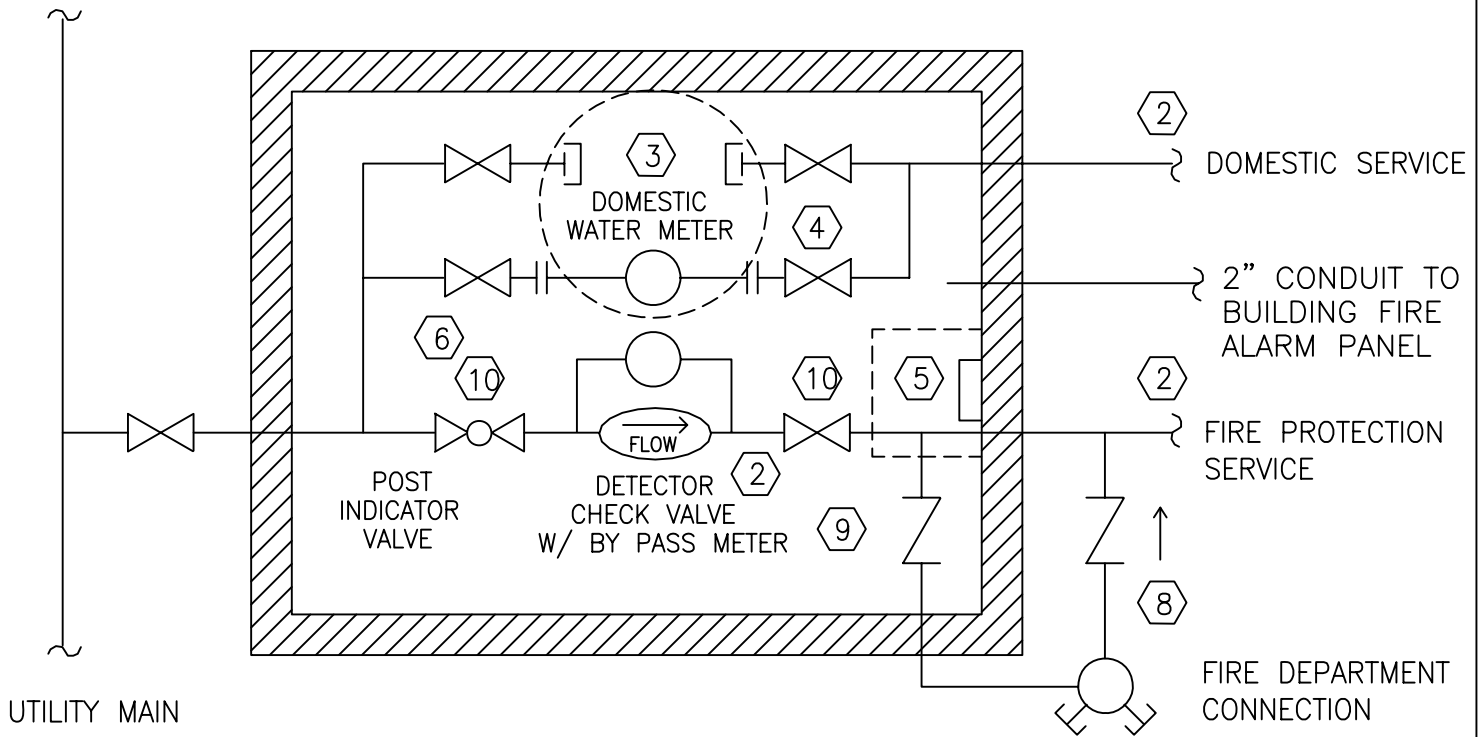 2
DOMESTIC SERVICE
3
DOMESTIC
WATER METER
4
2” CONDUIT TO
BUILDING FIRE
ALARM PANEL
6
10
10
5
2
FLOW
FIRE PROTECTION
SERVICE
POST
INDICATOR
VALVE
DETECTOR
CHECK VALVE
W/ BY PASS METER
2
9
8
FIRE DEPARTMENT
CONNECTION
UTILITY MAIN